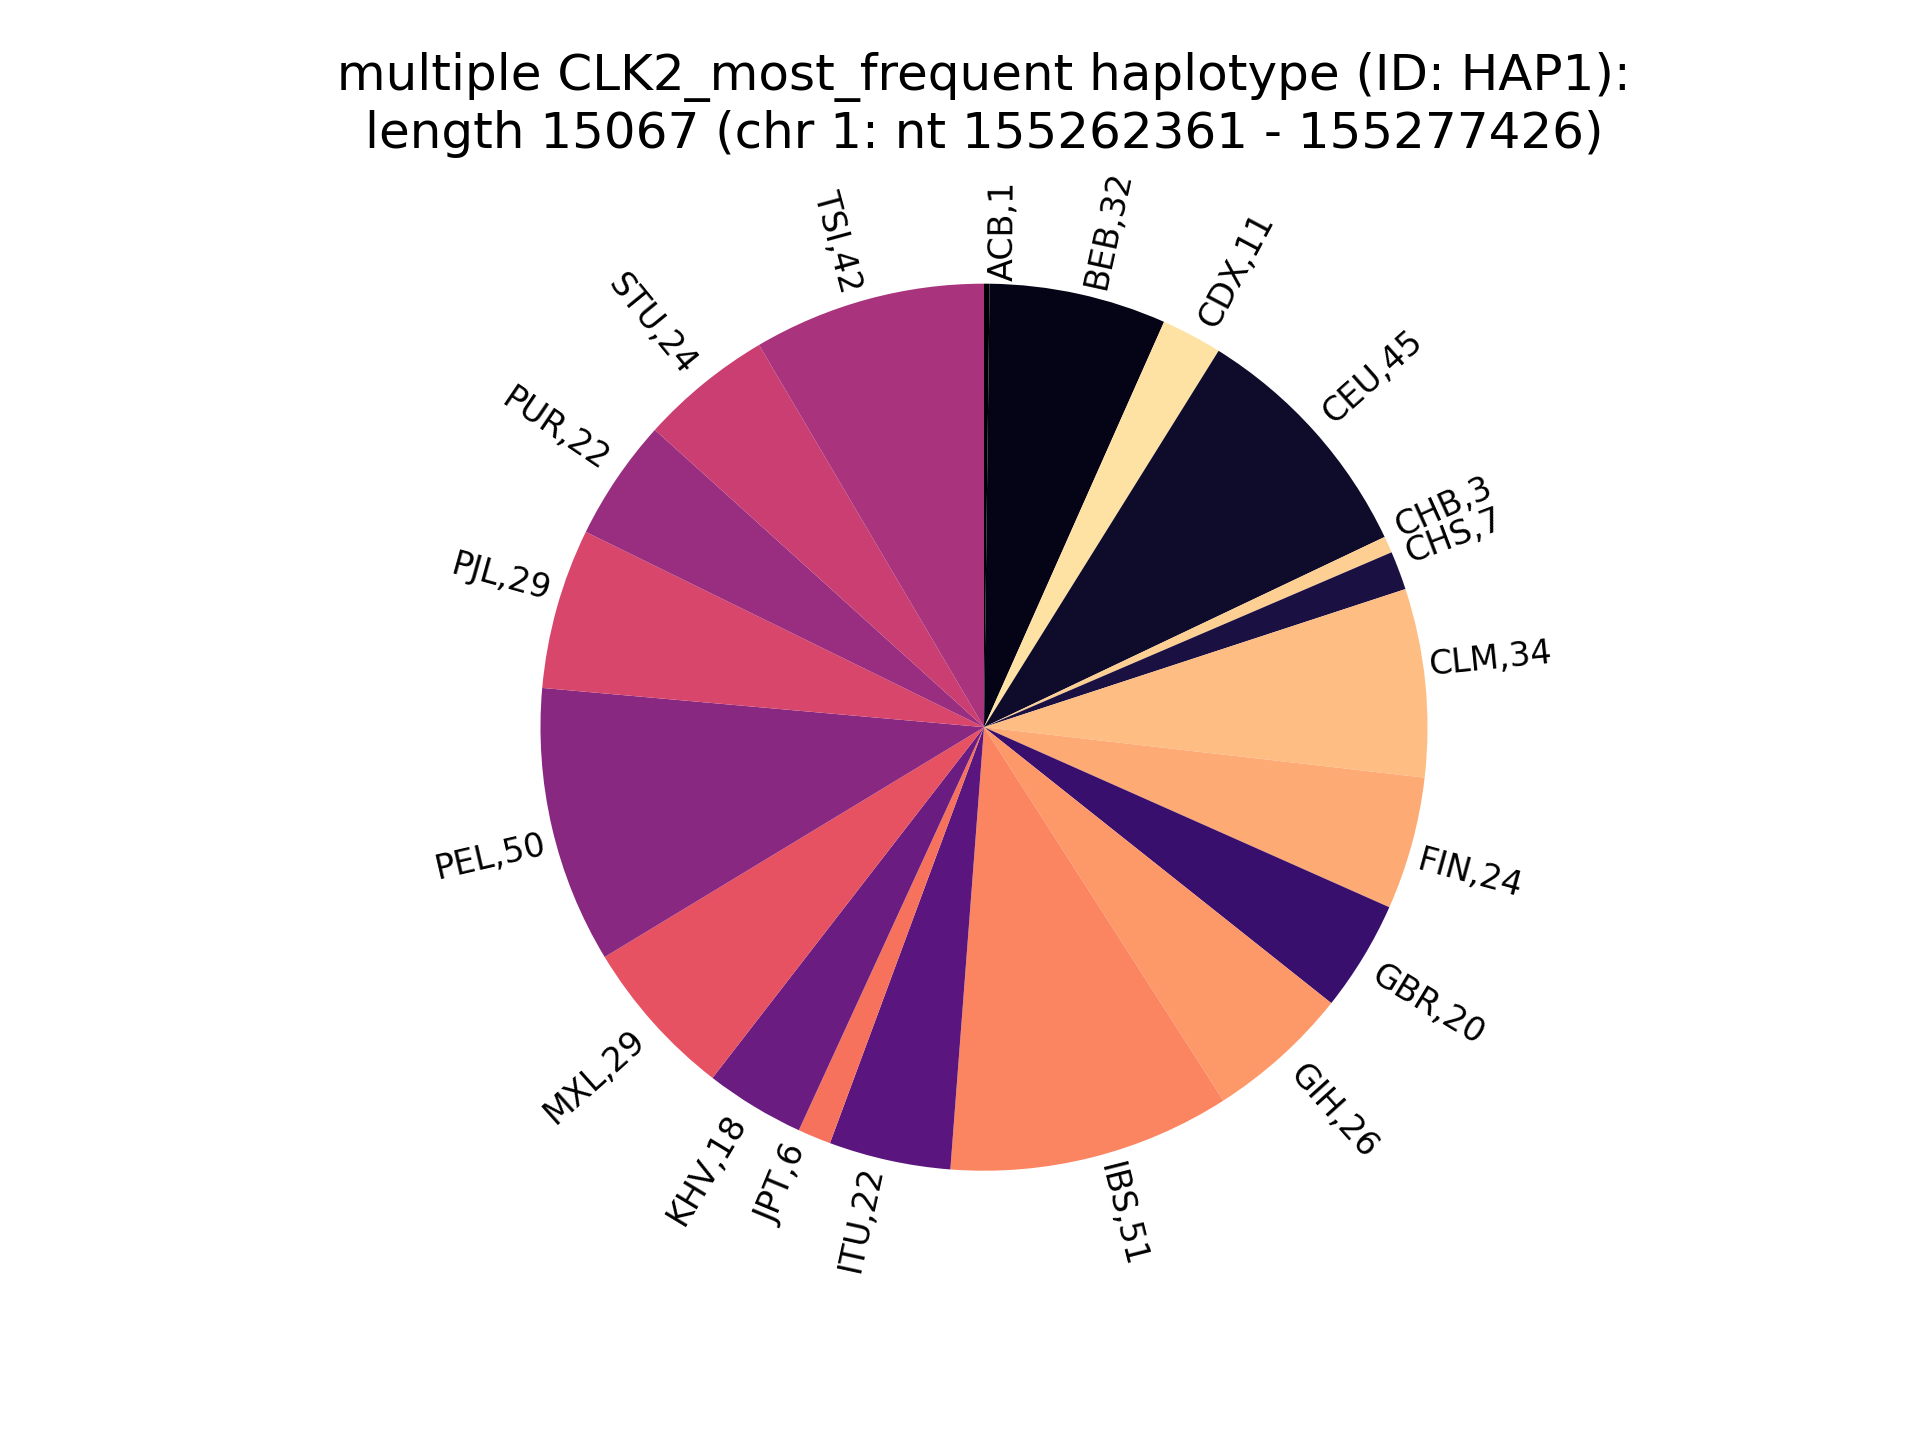 multiple CLK2_most_frequent haplotype (ID: HAP1):
length 15067 (chr 1: nt 155262361 - 155277426)
ACB,1
BEB,32
CDX,11
CEU,45
CHB,3
CHS,7
CLM,34
FIN,24
GBR,20
GIH,26
IBS,51
ITU,22
JPT,6
KHV,18
MXL,29
PEL,50
PJL,29
PUR,22
STU,24
TSI,42